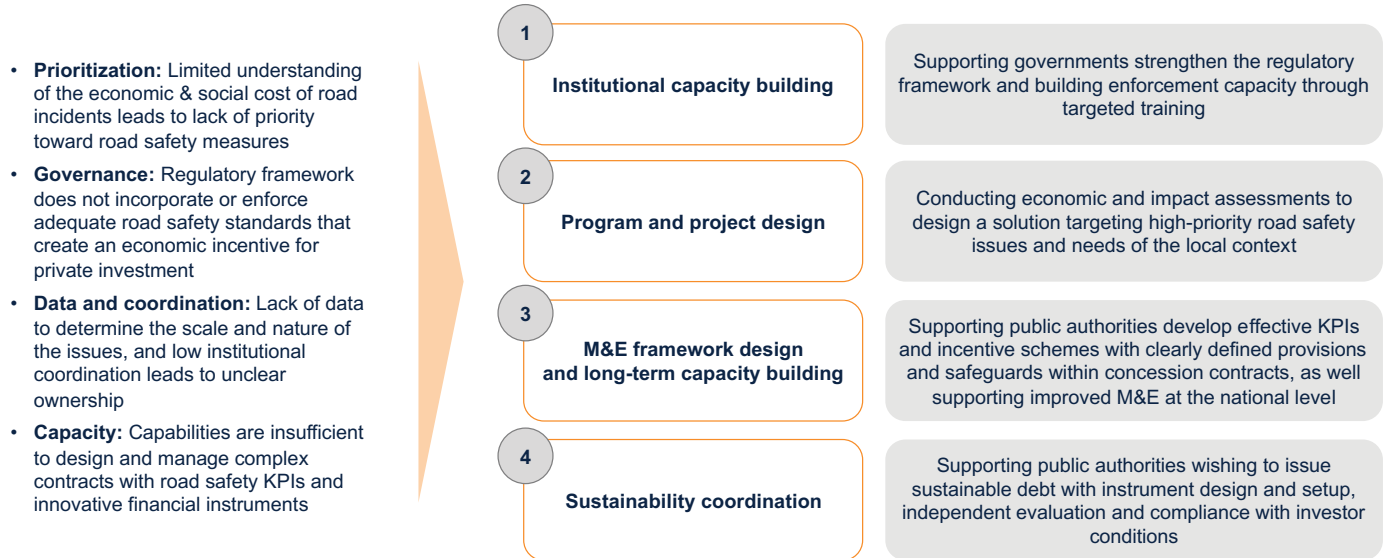 • Prioritization: Limited understanding
of the economic & social cost of road
incidents leads to lack of priority
toward road safety measures
• Governance: Regulatory framework
does not incorporate or enforce
adequate road safety standards that
create an economic incentive for
private investment
• Data and coordination: Lack of data
to determine the scale and nature of
the issues, and low institutional
coordination leads to unclear
ownership
• Capacity: Capabilities are insufficient
to design and manage complex
contracts with road safety KPIs and
innovative financial instruments
1
Institutional capacity building
Supporting governments strengthen the regulatory
framework and building enforcement capacity through
targeted training
2
Program and project design
Conducting economic and impact assessments to
design a solution targeting high-priority road safety
issues and needs of the local context
3
M&E framework design
and long-term capacity building
Supporting public authorities develop effective KPIs
and incentive schemes with clearly defined provisions
and safeguards within concession contracts, as well
supporting improved M&E at the national level
4
Sustainability coordination
Supporting public authorities wishing to issue
sustainable debt with instrument design and setup,
independent evaluation and compliance with investor
conditions